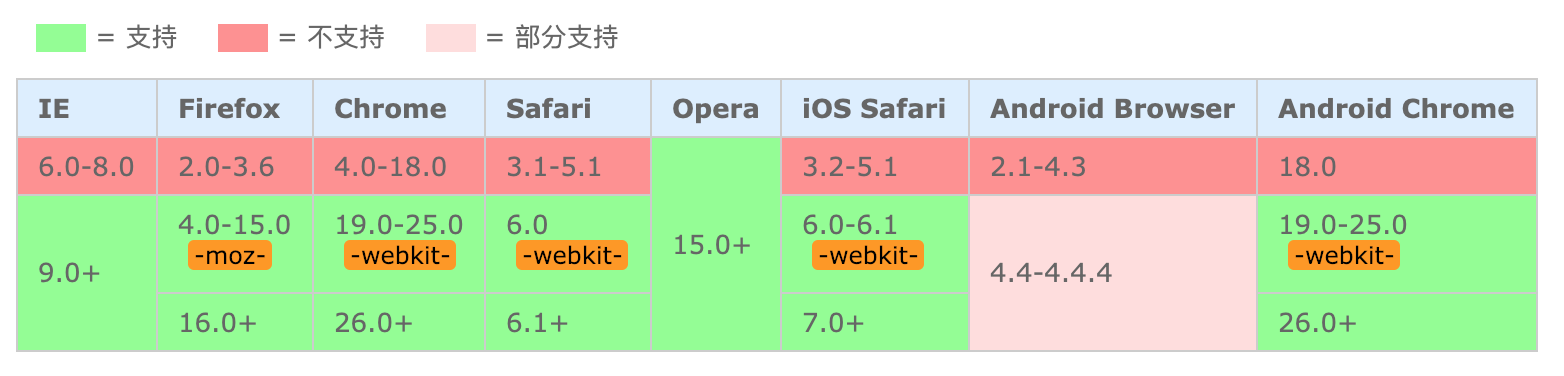 = 支持 = 不支持 = 部分支持
IE Firefox Chrome Safari Opera iOS Safari Android Browser Android Chrome
6.0-8.0 2.0-3.6 4.0-18.0 3.1-5.1 15.0+ 3.2-5.1 2.1-4.3 18.0
9.0+ 4.0-15.0 19.0-25.0 6.0 6.0-6.1 4.4-4.4.4 19.0-25.0
-moz- -webkit- -webkit- -webkit- -webkit-
16.0+ 26.0+ 6.1+ 7.0+ 26.0+